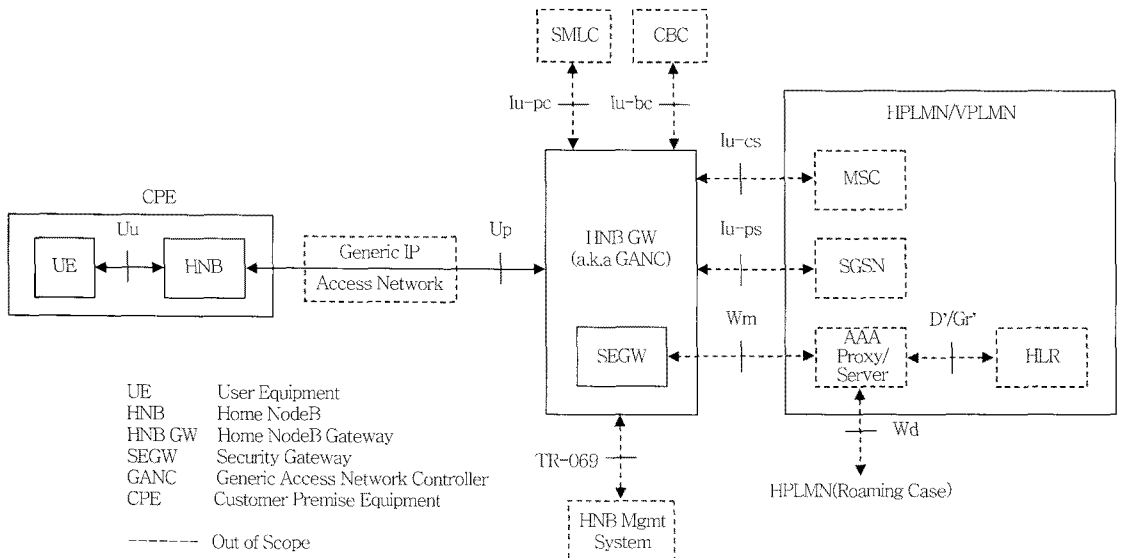 SMLC
CBC
Iu-pc
Iu-bc
HPLMN/VPLMN
Iu-cs
MSC
CPE
Uu
UE
HNB
Generic IP
Access Network
Up
HNB GW
(a.k.a GANC)
Iu-ps
SGSN
Wm
SEGW
AAA
Proxy/
Server
D'/Gr'
HLR
Wd
HPLMN(Roaming Case)
TR-069
HNB Mgmt
System
UE User Equipment
HNB Home NodeB
HNB GW Home NodeB Gateway
SEGW Security Gateway
GANC Generic Access Network Controller
CPE Customer Premise Equipment
Out of Scope